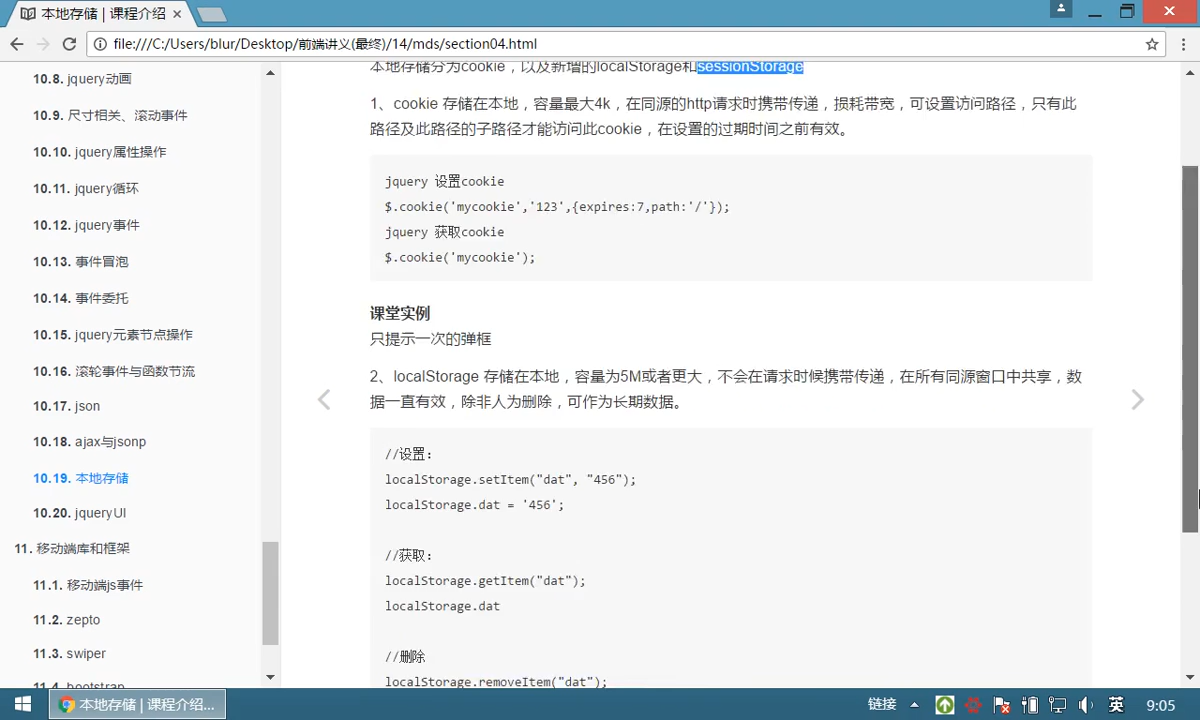 本地存储 | 课程介绍
file:///C:/Users/blur/Desktop/前端讲义(最终)/14/mds/section04.html
10.8. jquery动画
10.9. 尺寸相关、滚动事件
10.10. jquery属性操作
10.11. jquery循环
10.12. jquery事件
10.13. 事件冒泡
10.14. 事件委托
10.15. jquery元素节点操作
10.16. 滚轮事件与函数节流
10.17. json
10.18. ajax与jsonp
10.19. 本地存储
10.20. jqueryUI
11. 移动端库和框架
11.1. 移动端js事件
11.2. zepto
11.3. swiper
11.4. bootstrap
本地存储分为cookie，以及新增的localStorage和sessionStorage
1、cookie 存储在本地，容量最大4k，在同源的http请求时携带传递，损耗带宽，可设置访问路径，只有此
路径及此路径的子路径才能访问此cookie，在设置的过期时间之前有效。
jquery 设置cookie
$.cookie('mycookie','123',{expires:7,path:'/'});
jquery 获取cookie
$.cookie('mycookie');
课堂实例
只提示一次的弹框
2、localStorage 存储在本地，容量为5M或者更大，不会在请求时候携带传递，在所有同源窗口中共享，数
据一直有效，除非人为删除，可作为长期数据。
//设置：
localStorage.setItem("dat", "456");
localStorage.dat = '456';
//获取：
localStorage.getItem("dat");
localStorage.dat
//删除
localStorage.removeItem("dat");
本地存储 | 课程介绍...
链接
英
9:05